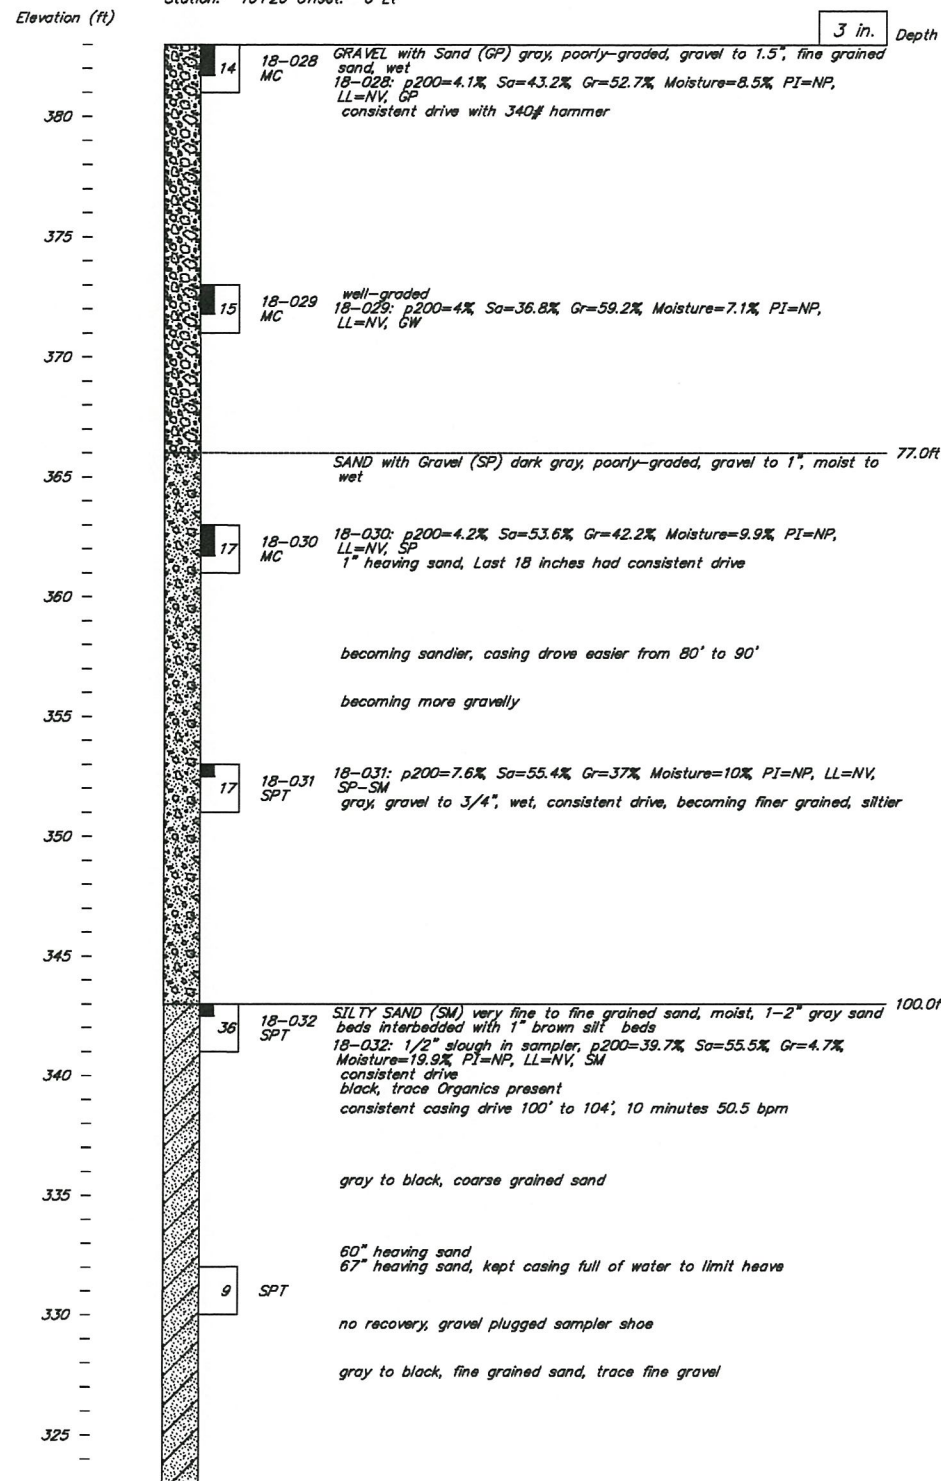 Elevation (ft)
3 in.
Depth
14
18-028
MC
GRAVEL with Sand (GP) gray, poorly-graded, gravel to 1.5", fine grained
sand, wet
18-028: p200=4.1%, Sa=43.2%, Gr=52.7%, Moisture=8.5%, PI=NP,
LL=NV, GP
consistent drive with 340# hammer
380
375
15
18-029
MC
well-graded
18-029: p200=4%, Sa=36.8%, Gr=59.2%, Moisture=7.1%, PI=NP,
LL=NV, GW
370
77.0ft
SAND with Gravel (SP) dark gray, poorly-graded, gravel to 1", moist to
wet
365
17
18-030
MC
18-030: p200=4.2%, Sa=53.6%, Gr=42.2%, Moisture=9.9%, PI=NP,
LL=NV, SP
1" heaving sand, Last 18 inches had consistent drive
360
becoming sandier, casing drove easier from 80' to 90'
becoming more gravelly
355
17
18-031
SPT
18-031: p200=7.6%, Sa=55.4%, Gr=37%, Moisture=10%, PI=NP, LL=NV,
SP-SM
gray, gravel to 3/4", wet, consistent drive, becoming finer grained, siltier
350
345
100.0f
36
18-032
SPT
SILTY SAND (SM) very fine to fine grained sand, moist, 1-2" gray sand
beds interbedded with 1" brown silt beds
18-032: 1/2" slough in sampler, p200=39.7%, Sa=55.5%, Gr=4.7%,
Moisture=19.9%, PI=NP, LL=NV, SM
340
consistent drive
black, trace Organics present
consistent casing drive 100' to 104', 10 minutes 50.5 bpm
gray to black, coarse grained sand
335
60" heaving sand
67" heaving sand, kept casing full of water to limit heave
9
SPT
330
no recovery, gravel plugged sampler shoe
gray to black, fine grained sand, trace fine gravel
325